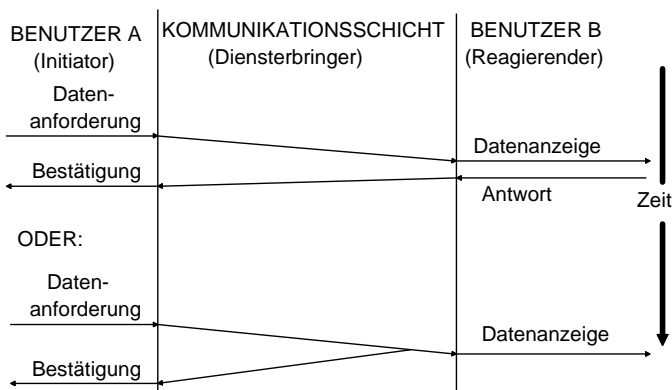 BENUTZER A
(Initiator)
KOMMUNIKATIONSSCHICHT
(Diensterbringer)
BENUTZER B
(Reagierender)
Daten-
anforderung
Datenanzeige
Bestätigung
Antwort
Zeit
ODER:
Daten-
anforderung
Datenanzeige
Bestätigung